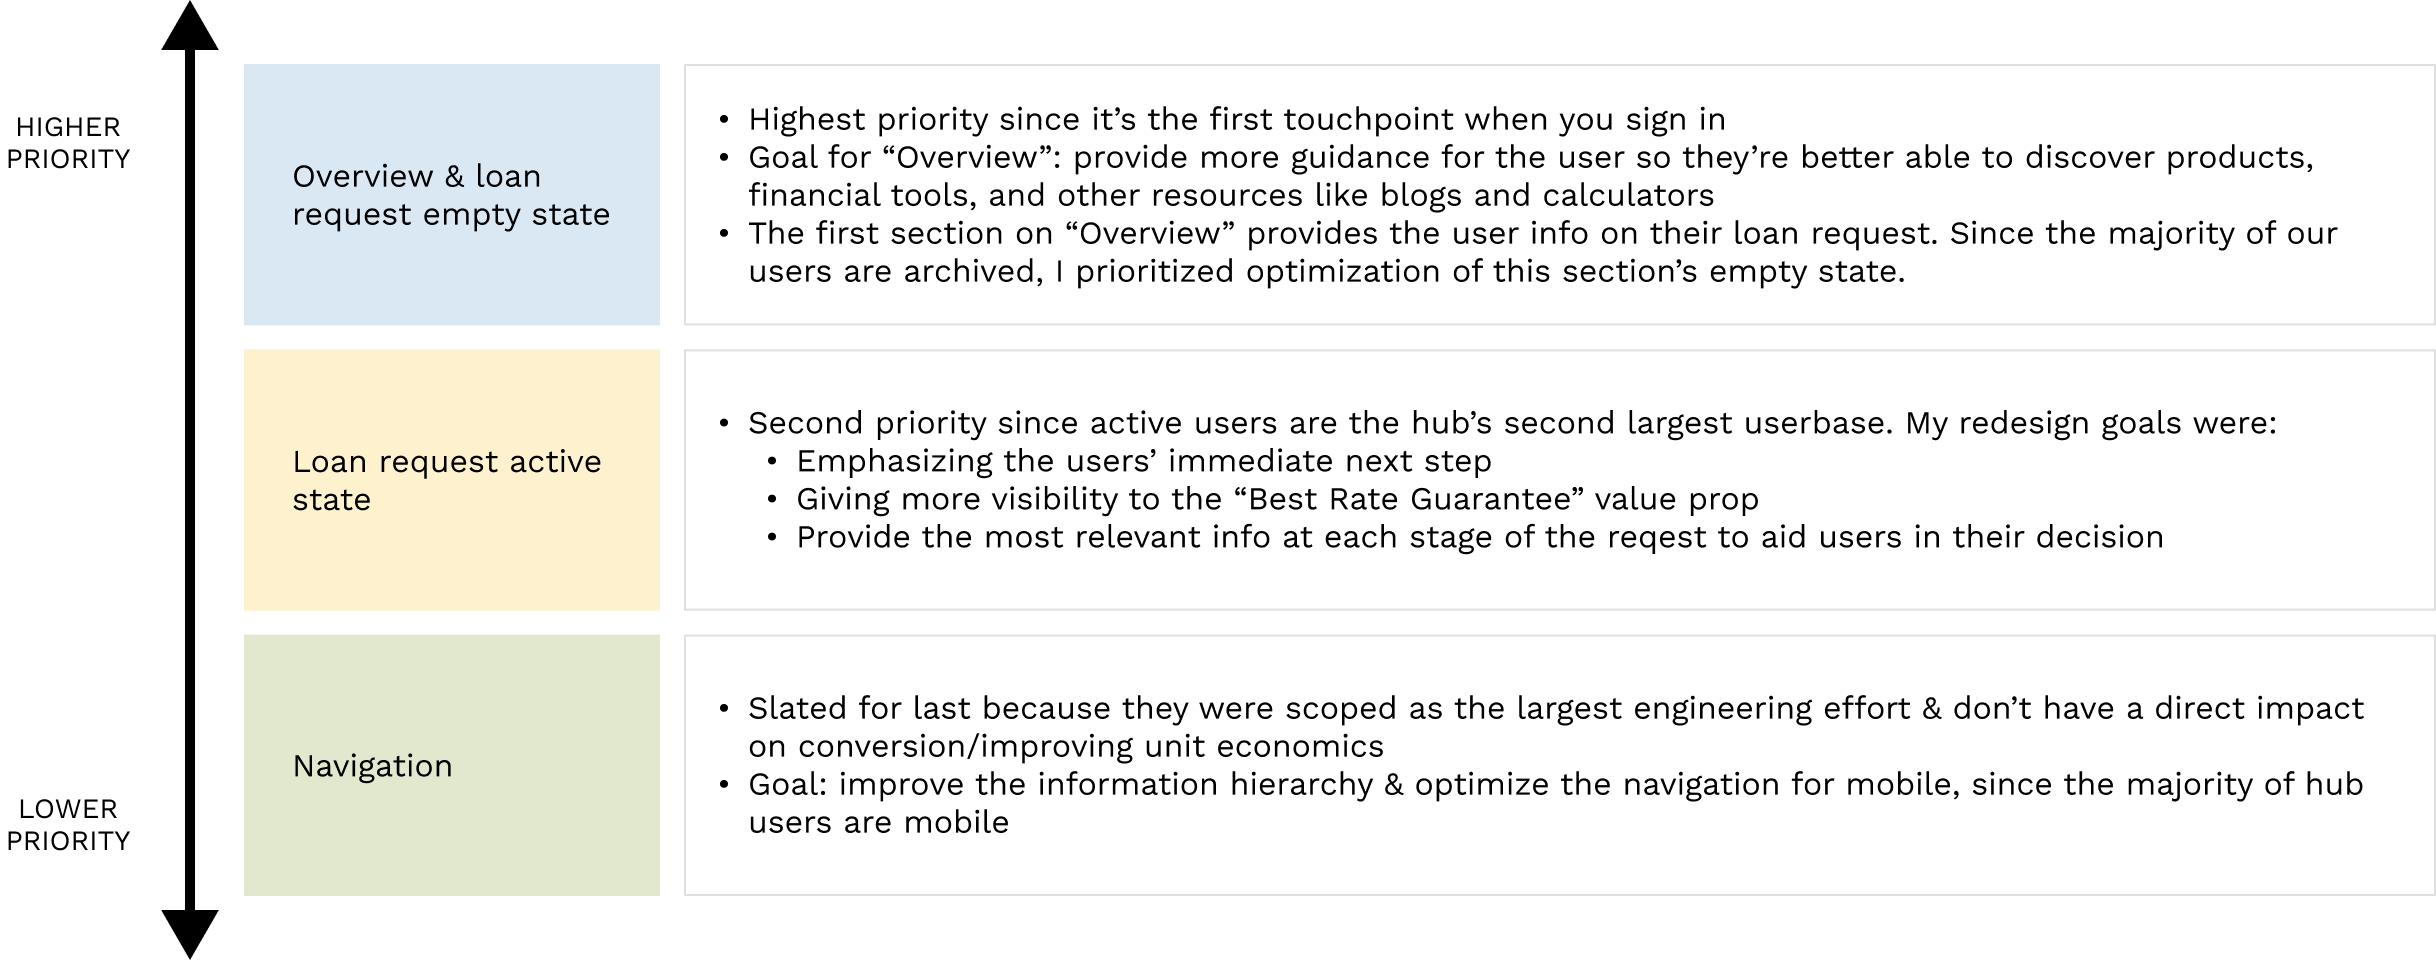 HIGHER
PRIORITY
Overview & loan
request empty state
• Highest priority since it’s the first touchpoint when you sign in
• Goal for “Overview”: provide more guidance for the user so they’re better able to discover products,
financial tools, and other resources like blogs and calculators
• The first section on “Overview” provides the user info on their loan request. Since the majority of our
users are archived, I prioritized optimization of this section’s empty state.
Loan request active
state
• Second priority since active users are the hub’s second largest userbase. My redesign goals were:
• Emphasizing the users’ immediate next step
• Giving more visibility to the “Best Rate Guarantee” value prop
• Provide the most relevant info at each stage of the reqest to aid users in their decision
Navigation
• Slated for last because they were scoped as the largest engineering effort & don’t have a direct impact
on conversion/improving unit economics
• Goal: improve the information hierarchy & optimize the navigation for mobile, since the majority of hub
users are mobile
LOWER
PRIORITY